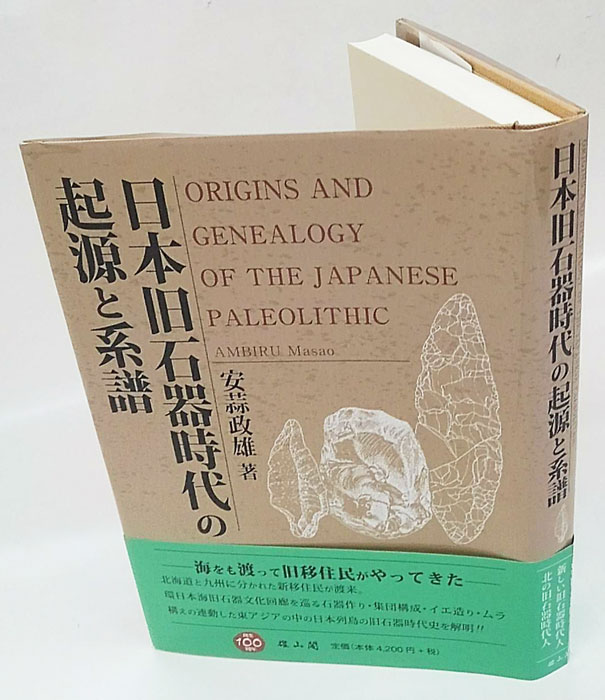 日本旧石器時代の
起源と系譜
ORIGINS AND
GENEALOGY
OF THE JAPANESE
PALEOLITHIC
AMBIRU Masao
安蒜政雄 著
海をも渡って旧移住民がやってきた
北海道と九州に分かれた新移住民が渡来。
環日本海旧石器文化回廊を巡る石器作り・集団構成・イエ造り・ムラ
構えの連動した東アジアの中の日本列島の旧石器時代史を解明!!
100
雄山閣
定価(本体4,200円+税)
日本旧石器時代の起源と系譜
新しい旧石器時代人
北の旧石器時代人
雄山閣